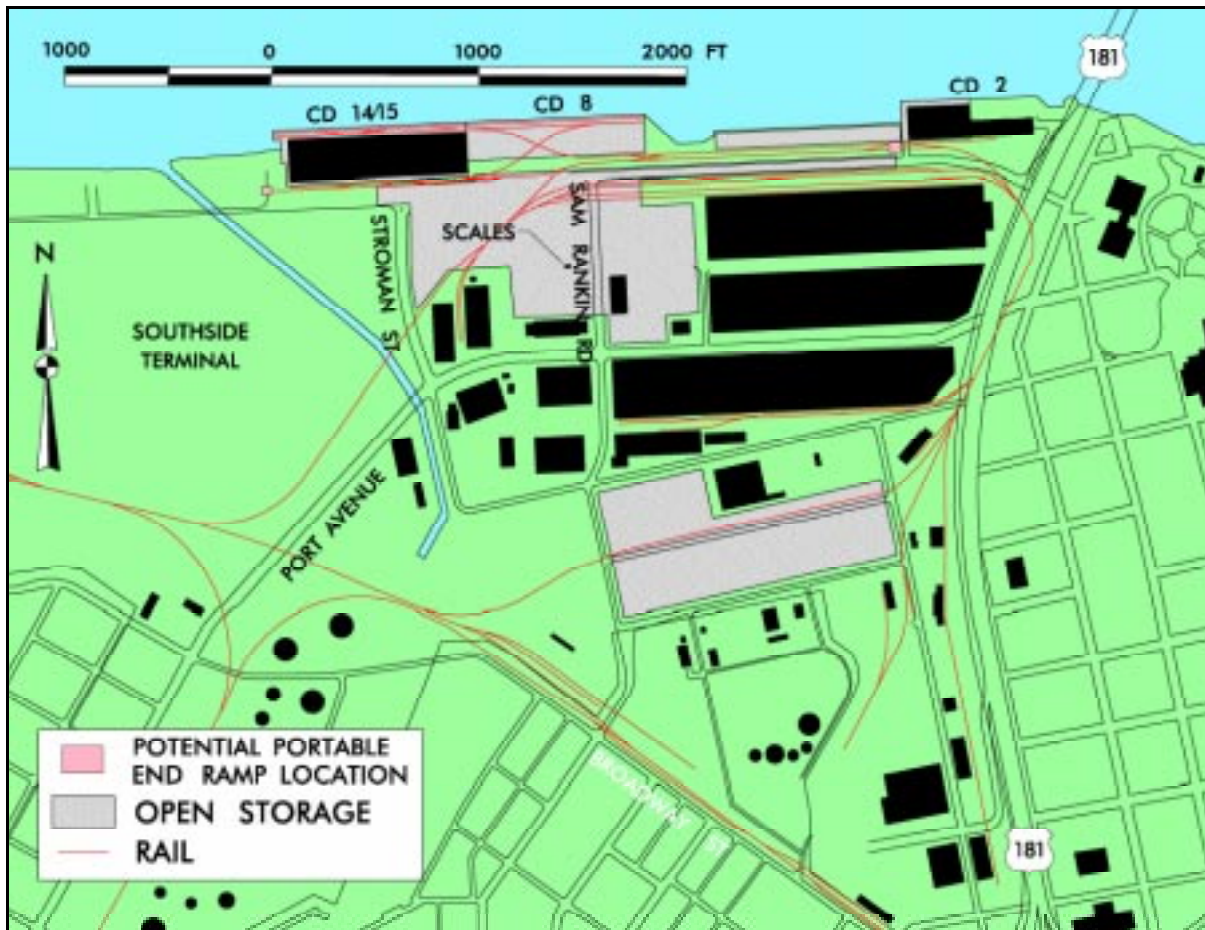 1000 0 1000 2000 FT
181
CD 14/15
CD 8
CD 2
STROMAN ST
SCALES
SAM RANKIN RD
N
SOUTHSIDE
TERMINAL
PORT AVENUE
POTENTIAL PORTABLE
END RAMP LOCATION
OPEN STORAGE
RAIL
BROADWAY ST
181